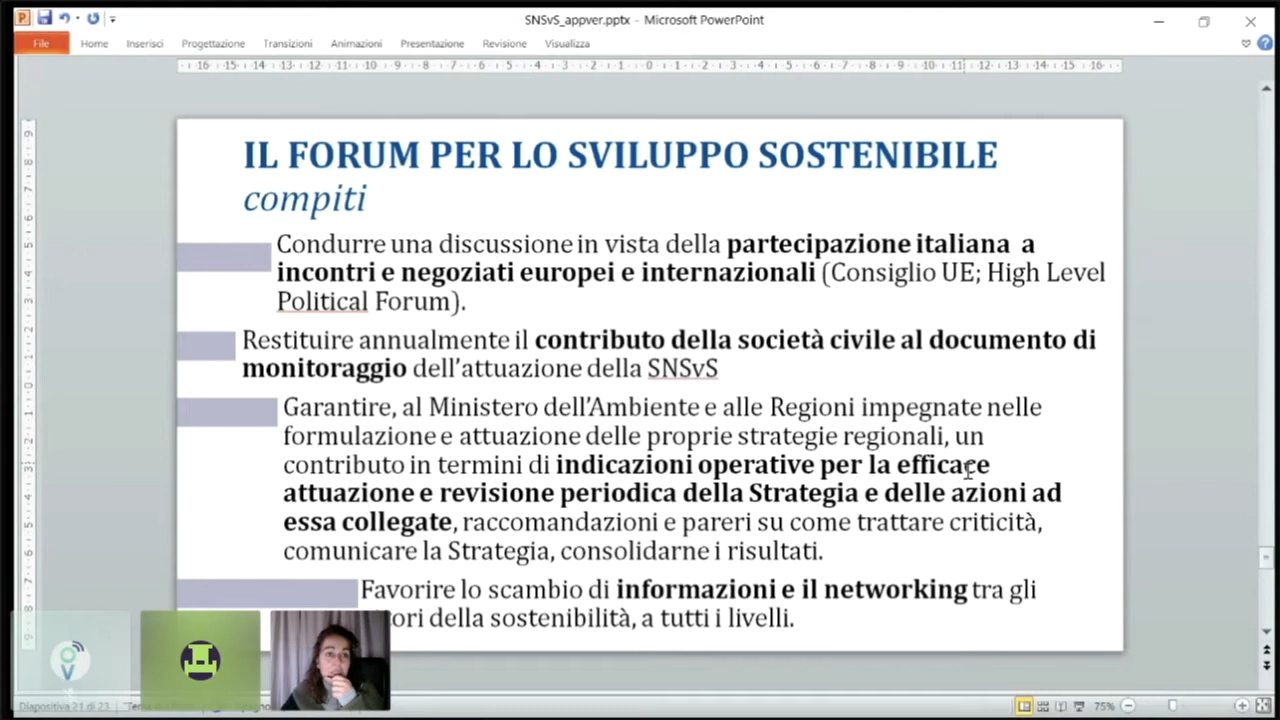 SNSvS_appver.pptx - Microsoft PowerPoint
File Home Inserisci Progettazione Transizioni Animazioni Presentazione Revisione Visualizza
IL FORUM PER LO SVILUPPO SOSTENIBILE
compiti
Condurre una discussione in vista della partecipazione italiana a
incontri e negoziati europei e internazionali (Consiglio UE; High Level
Political Forum).
Restituire annualmente il contributo della società civile al documento di
monitoraggio dell'attuazione della SNSvS
Garantire, al Ministero dell'Ambiente e alle Regioni impegnate nelle
formulazione e attuazione delle proprie strategie regionali, un
contributo in termini di indicazioni operative per la efficace
attuazione e revisione periodica della Strategia e delle azioni ad
essa collegate, raccomandazioni e pareri su come trattare criticità,
comunicare la Strategia, consolidarne i risultati.
Favorire lo scambio di informazioni e il networking tra gli
ori della sostenibilità, a tutti i livelli.
Diapositiva 21 di 23 75%